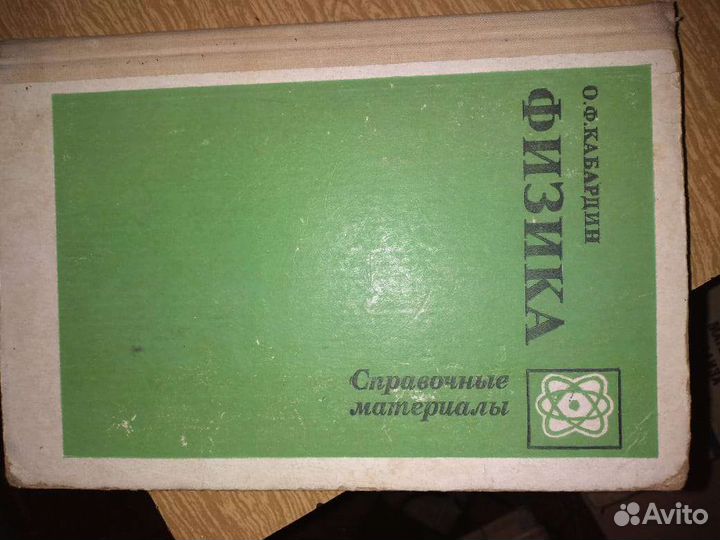 О.Ф.КАБАРДИН
ФИЗИКА
Справочные
материалы
Avito